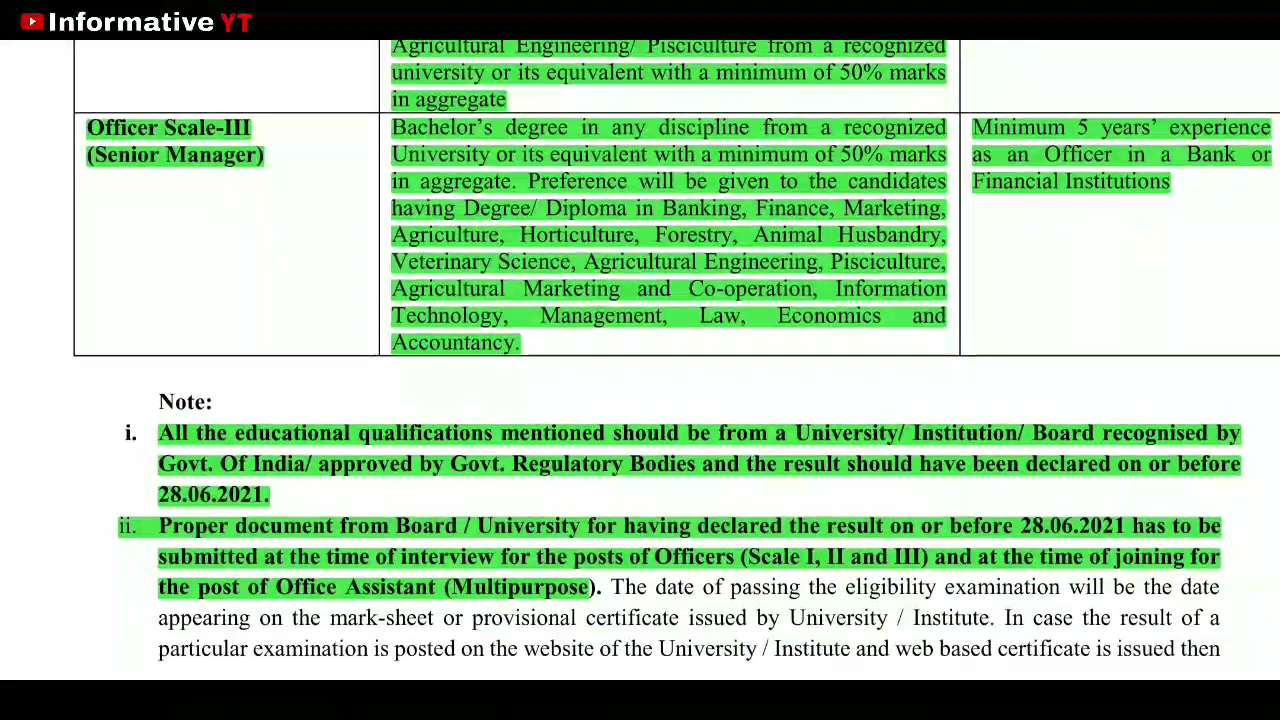 Informative YT
Agricultural Engineering/ Pisciculture from a recognized
university or its equivalent with a minimum of 50% marks
in aggregate
Officer Scale-III
(Senior Manager)
Bachelor's degree in any discipline from a recognized
University or its equivalent with a minimum of 50% marks
in aggregate. Preference will be given to the candidates
having Degree/ Diploma in Banking, Finance, Marketing,
Agriculture, Horticulture, Forestry, Animal Husbandry,
Veterinary Science, Agricultural Engineering, Pisciculture,
Agricultural Marketing and Co-operation, Information
Technology, Management, Law, Economics and
Accountancy.
Minimum 5 years' experience
as an Officer in a Bank or
Financial Institutions
Note:
i. All the educational qualifications mentioned should be from a University/ Institution/ Board recognised by
Govt. Of India/ approved by Govt. Regulatory Bodies and the result should have been declared on or before
28.06.2021.
ii. Proper document from Board / University for having declared the result on or before 28.06.2021 has to be
submitted at the time of interview for the posts of Officers (Scale I, II and III) and at the time of joining for
the post of Office Assistant (Multipurpose). The date of passing the eligibility examination will be the date
appearing on the mark-sheet or provisional certificate issued by University / Institute. In case the result of a
particular examination is posted on the website of the University / Institute and web based certificate is issued then